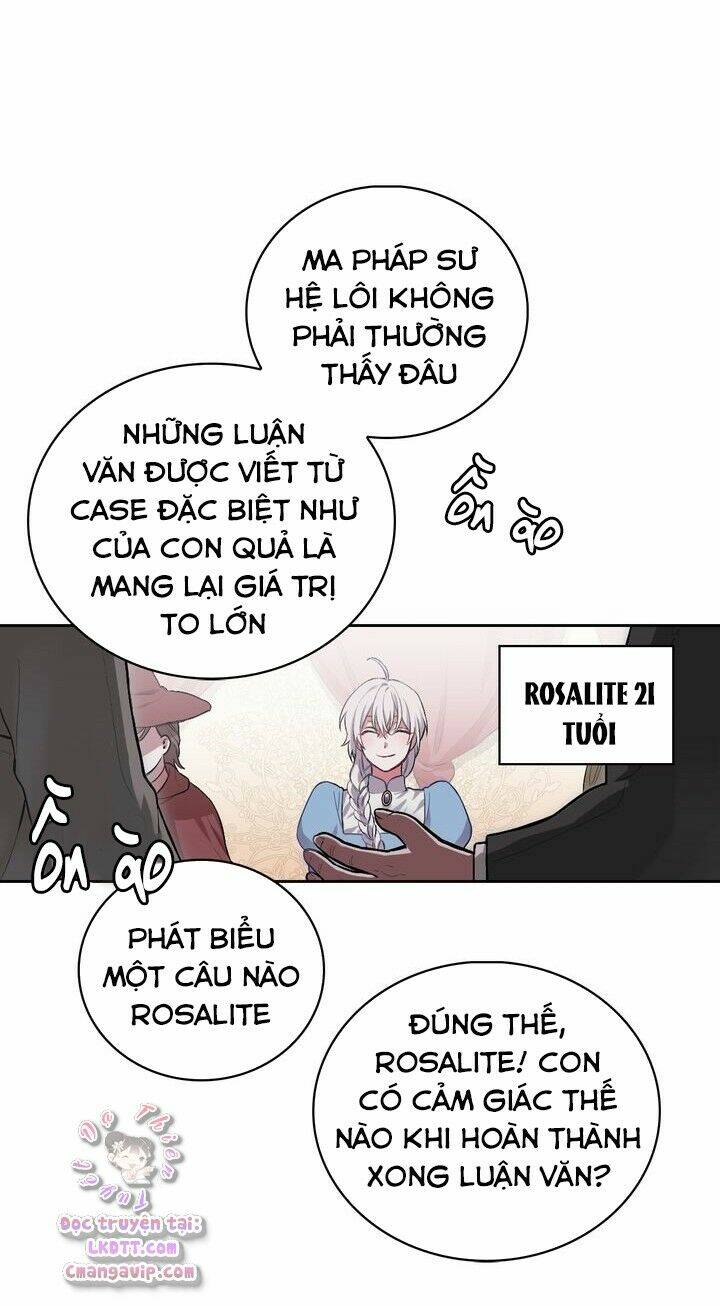 MA PHÁP SƯ
HỆ LÔI KHÔNG
PHẢI THƯỜNG
THẤY ĐÂU
NHỮNG LUẬN
VĂN ĐƯỢC VIẾT TỪ
CASE ĐẶC BIỆT NHƯ
CỦA CON QUẢ LÀ
MANG LẠI GIÁ TRỊ
TO LỚN
ồn ào
ROSALITE 21
TUỔI
ồn ào
PHÁT BIỂU
MỘT CÂU NÀO
ROSALITE
ĐÚNG THẾ,
ROSALITE! CON
CÓ CẢM GIÁC THẾ
NÀO KHI HOÀN THÀNH
XONG LUẬN VĂN?
Nguyệt Dạ Thiên
Đọc truyện tại:
LKDTT.com
Cmangavip.com